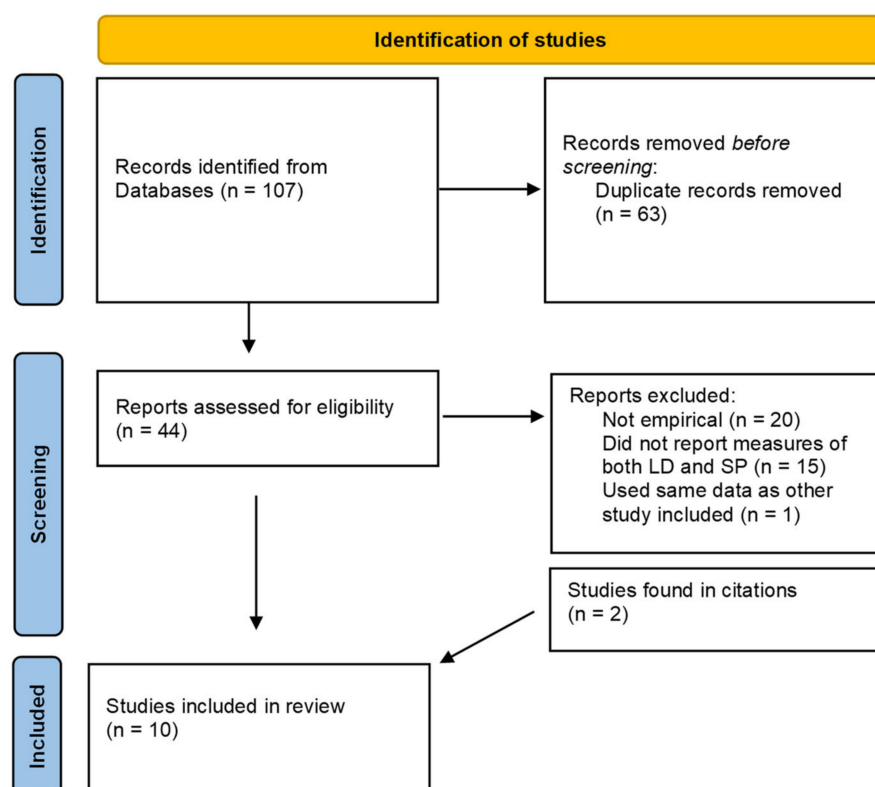 Identification of studies
Identification
Records identified from
Databases (n = 107)
Records removed before
screening:
Duplicate records removed
(n = 63)
Screening
Reports assessed for eligibility
(n = 44)
Reports excluded:
Not empirical (n = 20)
Did not report measures of
both LD and SP (n = 15)
Used same data as other
study included (n = 1)
Studies found in citations
(n = 2)
Included
Studies included in review
(n = 10)